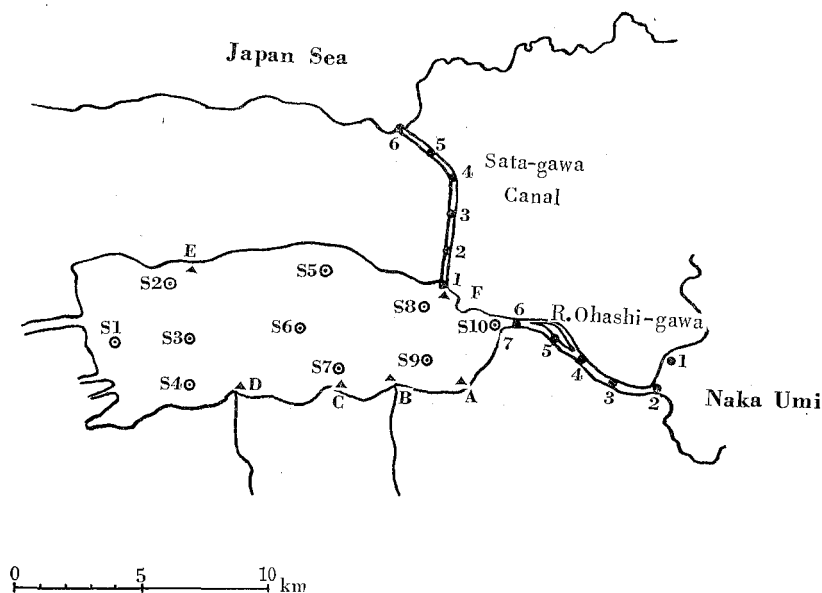 Japan Sea
6
5
4
Sata-gawa
Canal
3
2
E
1
S2
S5
F
S8
S1
S3
S6
S10
6
R.Ohashi-gawa
7
5
S7
S9
4
1
S4
D
C
B
A
3
2
Naka Umi
0
5
10
km